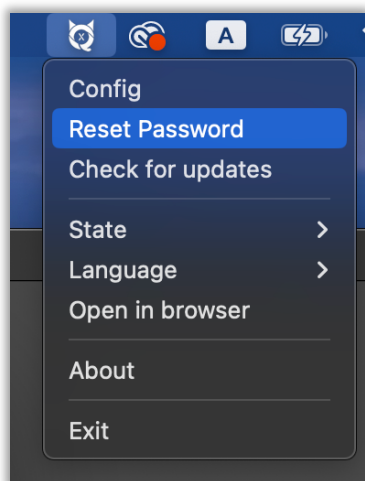 A
Config
Reset Password
Check for updates
State
Language
Open in browser
About
Exit